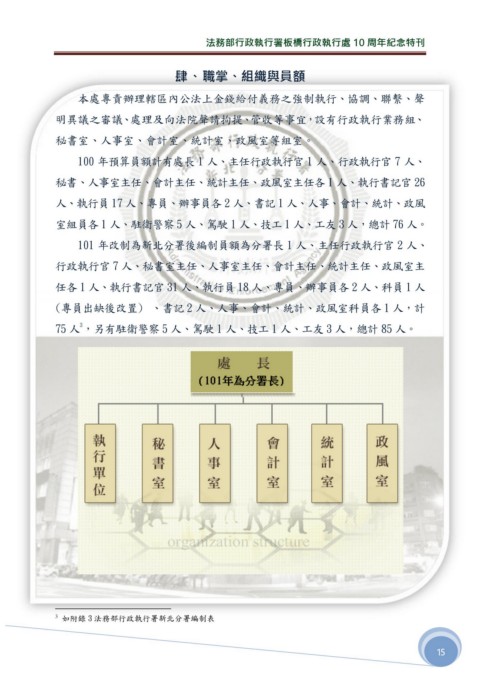 法務部行政執行署板橋行政執行處 10 周年紀念特刊
肆、職掌、組織與員額
本處專責辦理轄區內公法上金錢給付義務之強制執行、協調、聯繫、聲
明異議之審議、處理及向法院聲請拘提、管收等事宜，設有行政執行業務組、
秘書室、人事室、會計室、統計室、政風室等組室。
100 年預算員額計有處長 1 人、主任行政執行官 1 人、行政執行官 7 人、
秘書、人事室主任、會計主任、統計主任、政風室主任各 1 人、執行書記官 26
人、執行員 17 人、專員、辦事員各 2 人、書記 1 人、人事、會計、統計、政風
室組員各 1 人、駐衛警察 5 人、駕駛 1 人、技工 1 人、工友 3 人，總計 76 人。
101 年改制為新北分署後編制員額為分署長 1 人、主任行政執行官 2 人、
行政執行官 7 人、秘書室主任、人事室主任、會計主任、統計主任、政風室主
任各 1 人、執行書記官 31 人，執行員 18 人、專員、辦事員各 2 人、科員 1 人
(專員出缺後改置) 、書記 2 人、人事、會計、統計、政風室科員各 1 人，計
75 人³，另有駐衛警察 5 人、駕駛 1 人、技工 1 人、工友 3 人，總計 85 人。
處 長
(101年為分署長)
執行單位
秘書室
人事室
會計室
統計室
政風室
organization structure
³ 如附錄 3 法務部行政執行署新北分署編制表
15